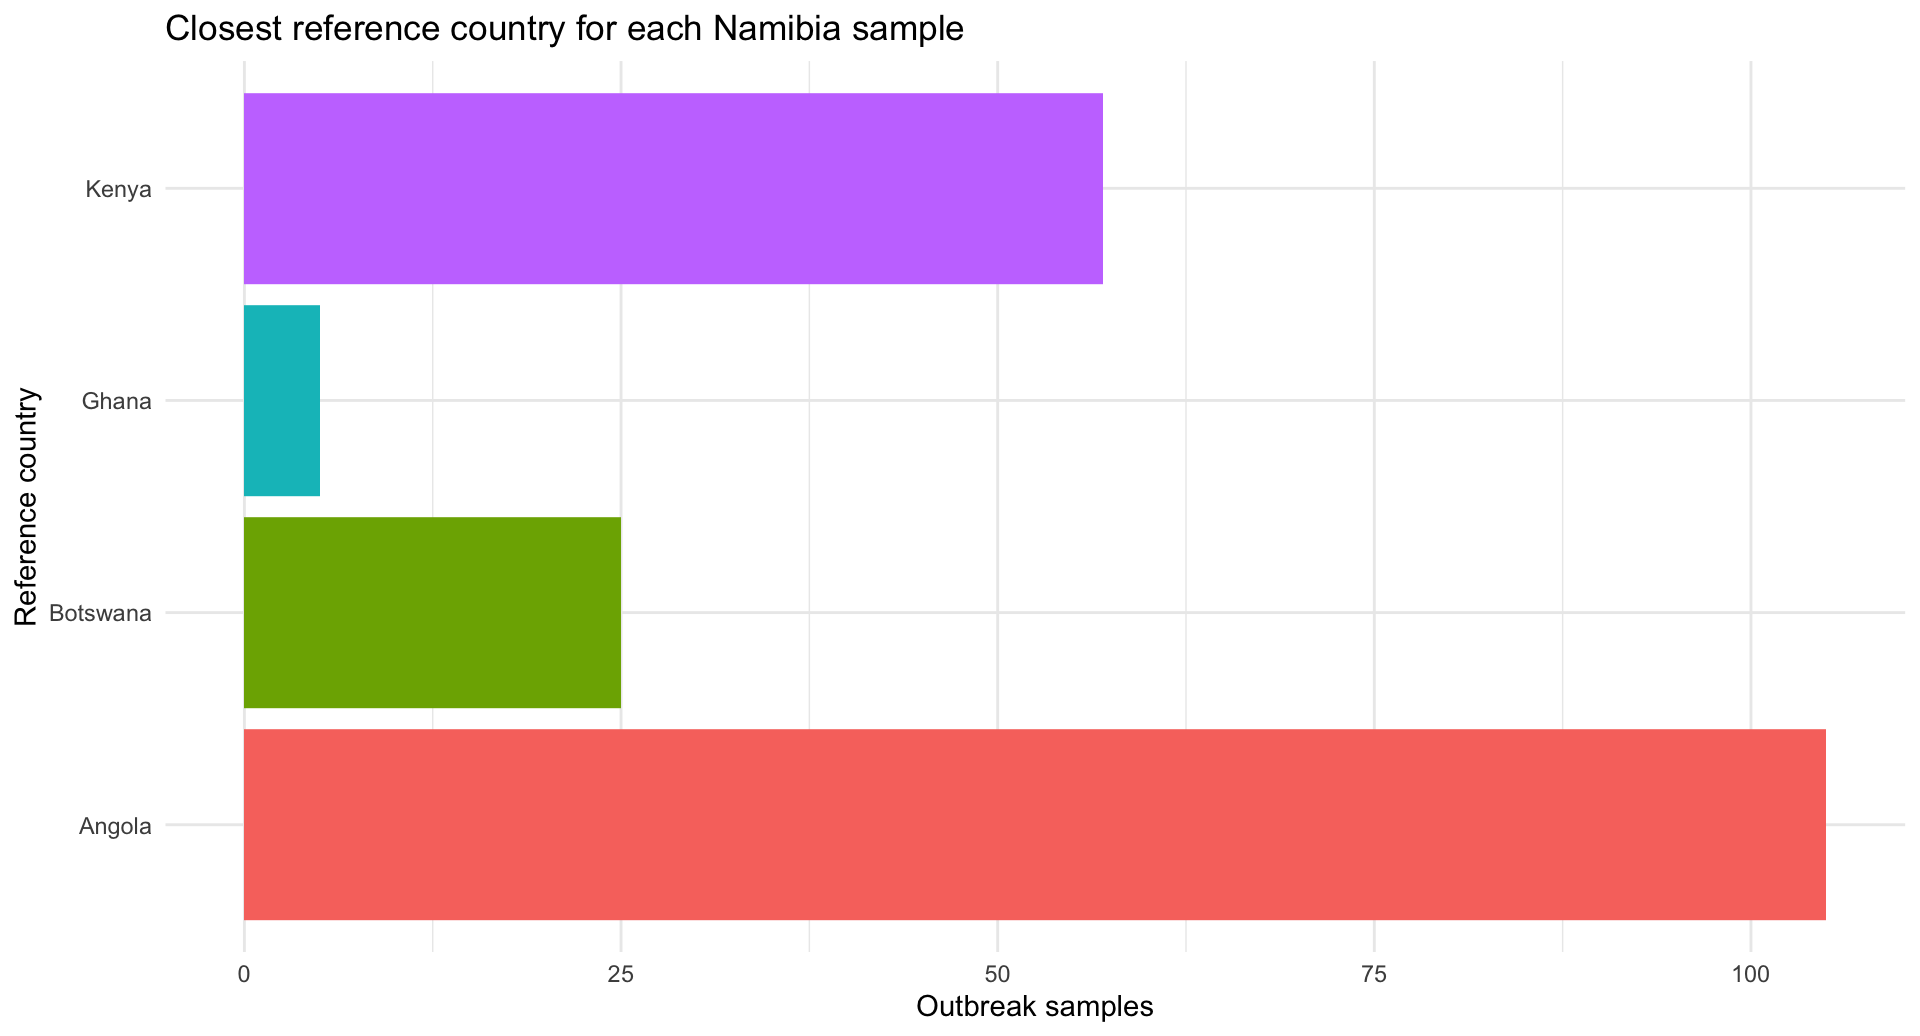 Closest reference country for each Namibia sample
Reference country
Kenya
Ghana
Botswana
Angola
0 25 50 75 100
Outbreak samples